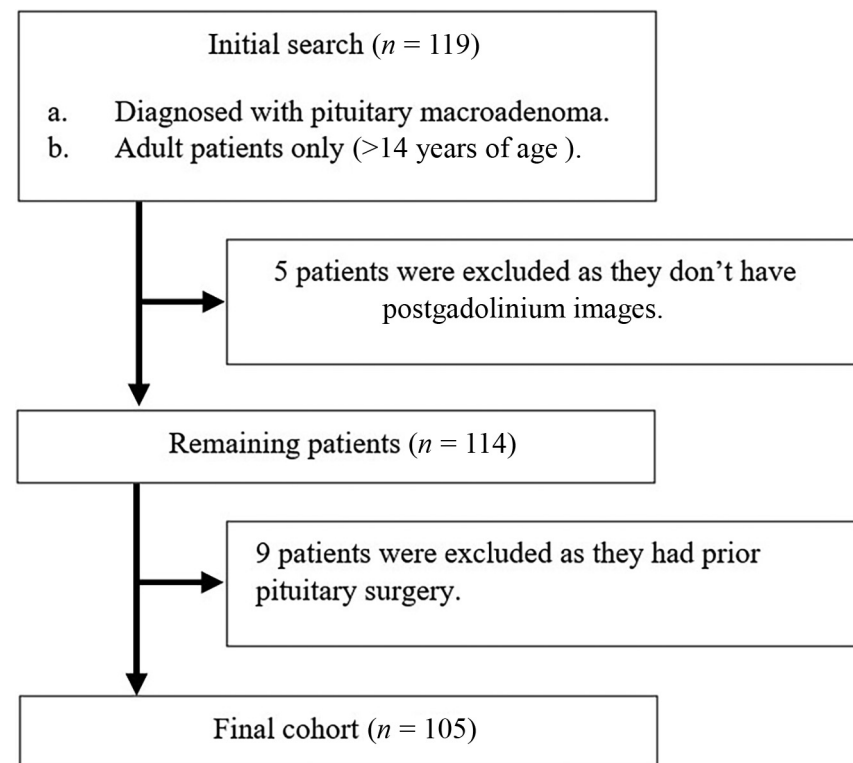 Initial search (n = 119)
a. Diagnosed with pituitary macroadenoma.
b. Adult patients only (>14 years of age ).
5 patients were excluded as they don’t have
postgadolinium images.
Remaining patients (n = 114)
9 patients were excluded as they had prior
pituitary surgery.
Final cohort (n = 105)